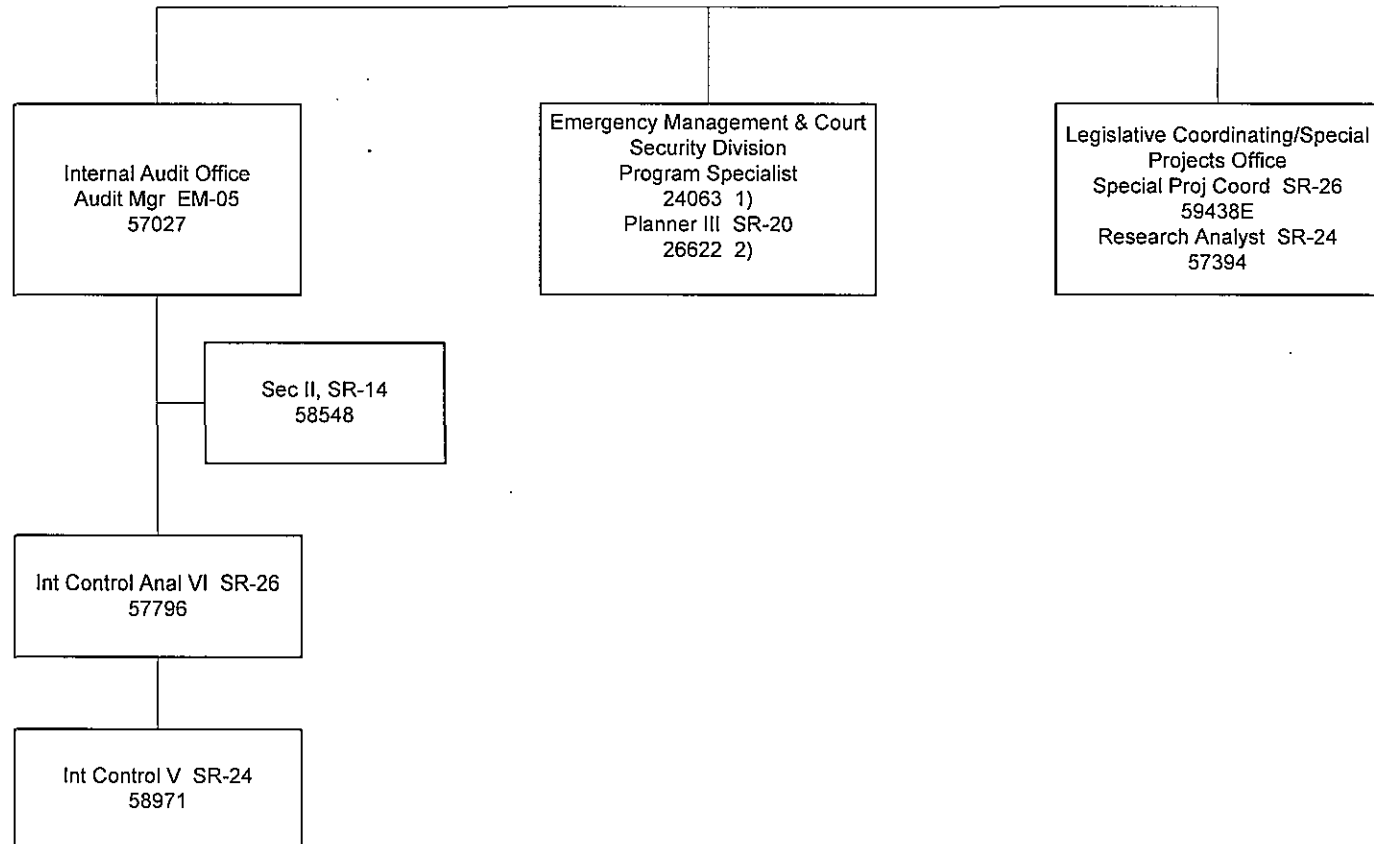 Internal Audit Office
Audit Mgr EM-05
57027
Emergency Management & Court
Security Division
Program Specialist
24063 1)
Planner III SR-20
26622 2)
Legislative Coordinating/Special
Projects Office
Special Proj Coord SR-26
59438E
Research Analyst SR-24
57394
Sec II, SR-14
58548
Int Control Anal VI SR-26
57796
Int Control V SR-24
58971